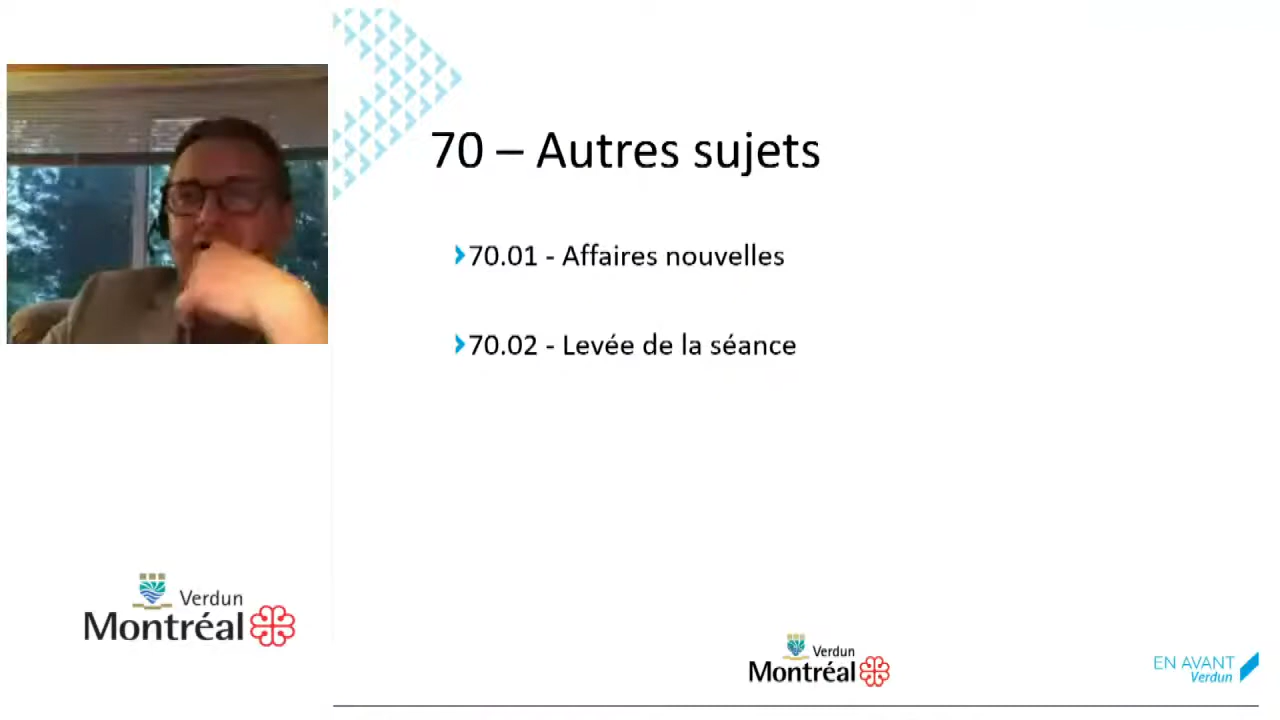 70 – Autres sujets
70.01 - Affaires nouvelles
70.02 - Levée de la séance
Verdun
Montréal
Verdun
Montréal
EN AVANT
Verdun